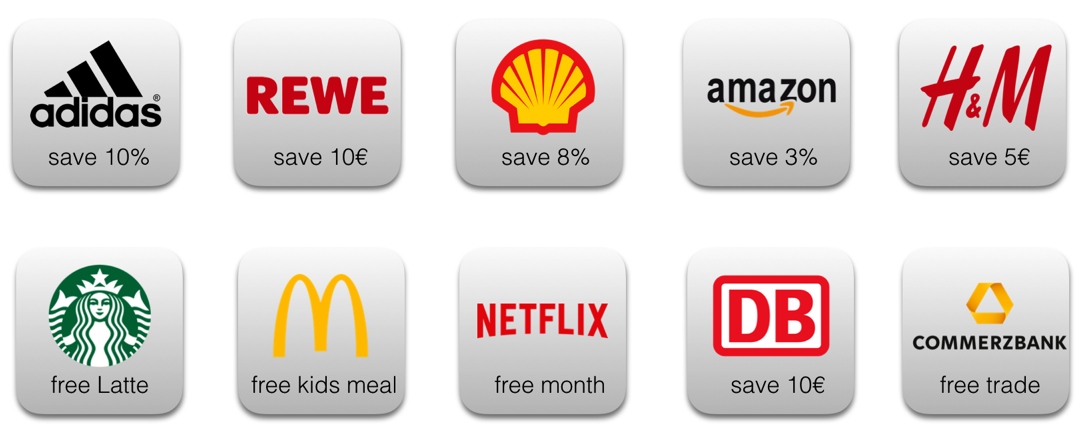 adidas®
save 10%
REWE
save 10€
save 8%
amazon
save 3%
H&M
save 5€
free Latte
free kids meal
NETFLIX
free month
DB
save 10€
COMMERZBANK
free trade